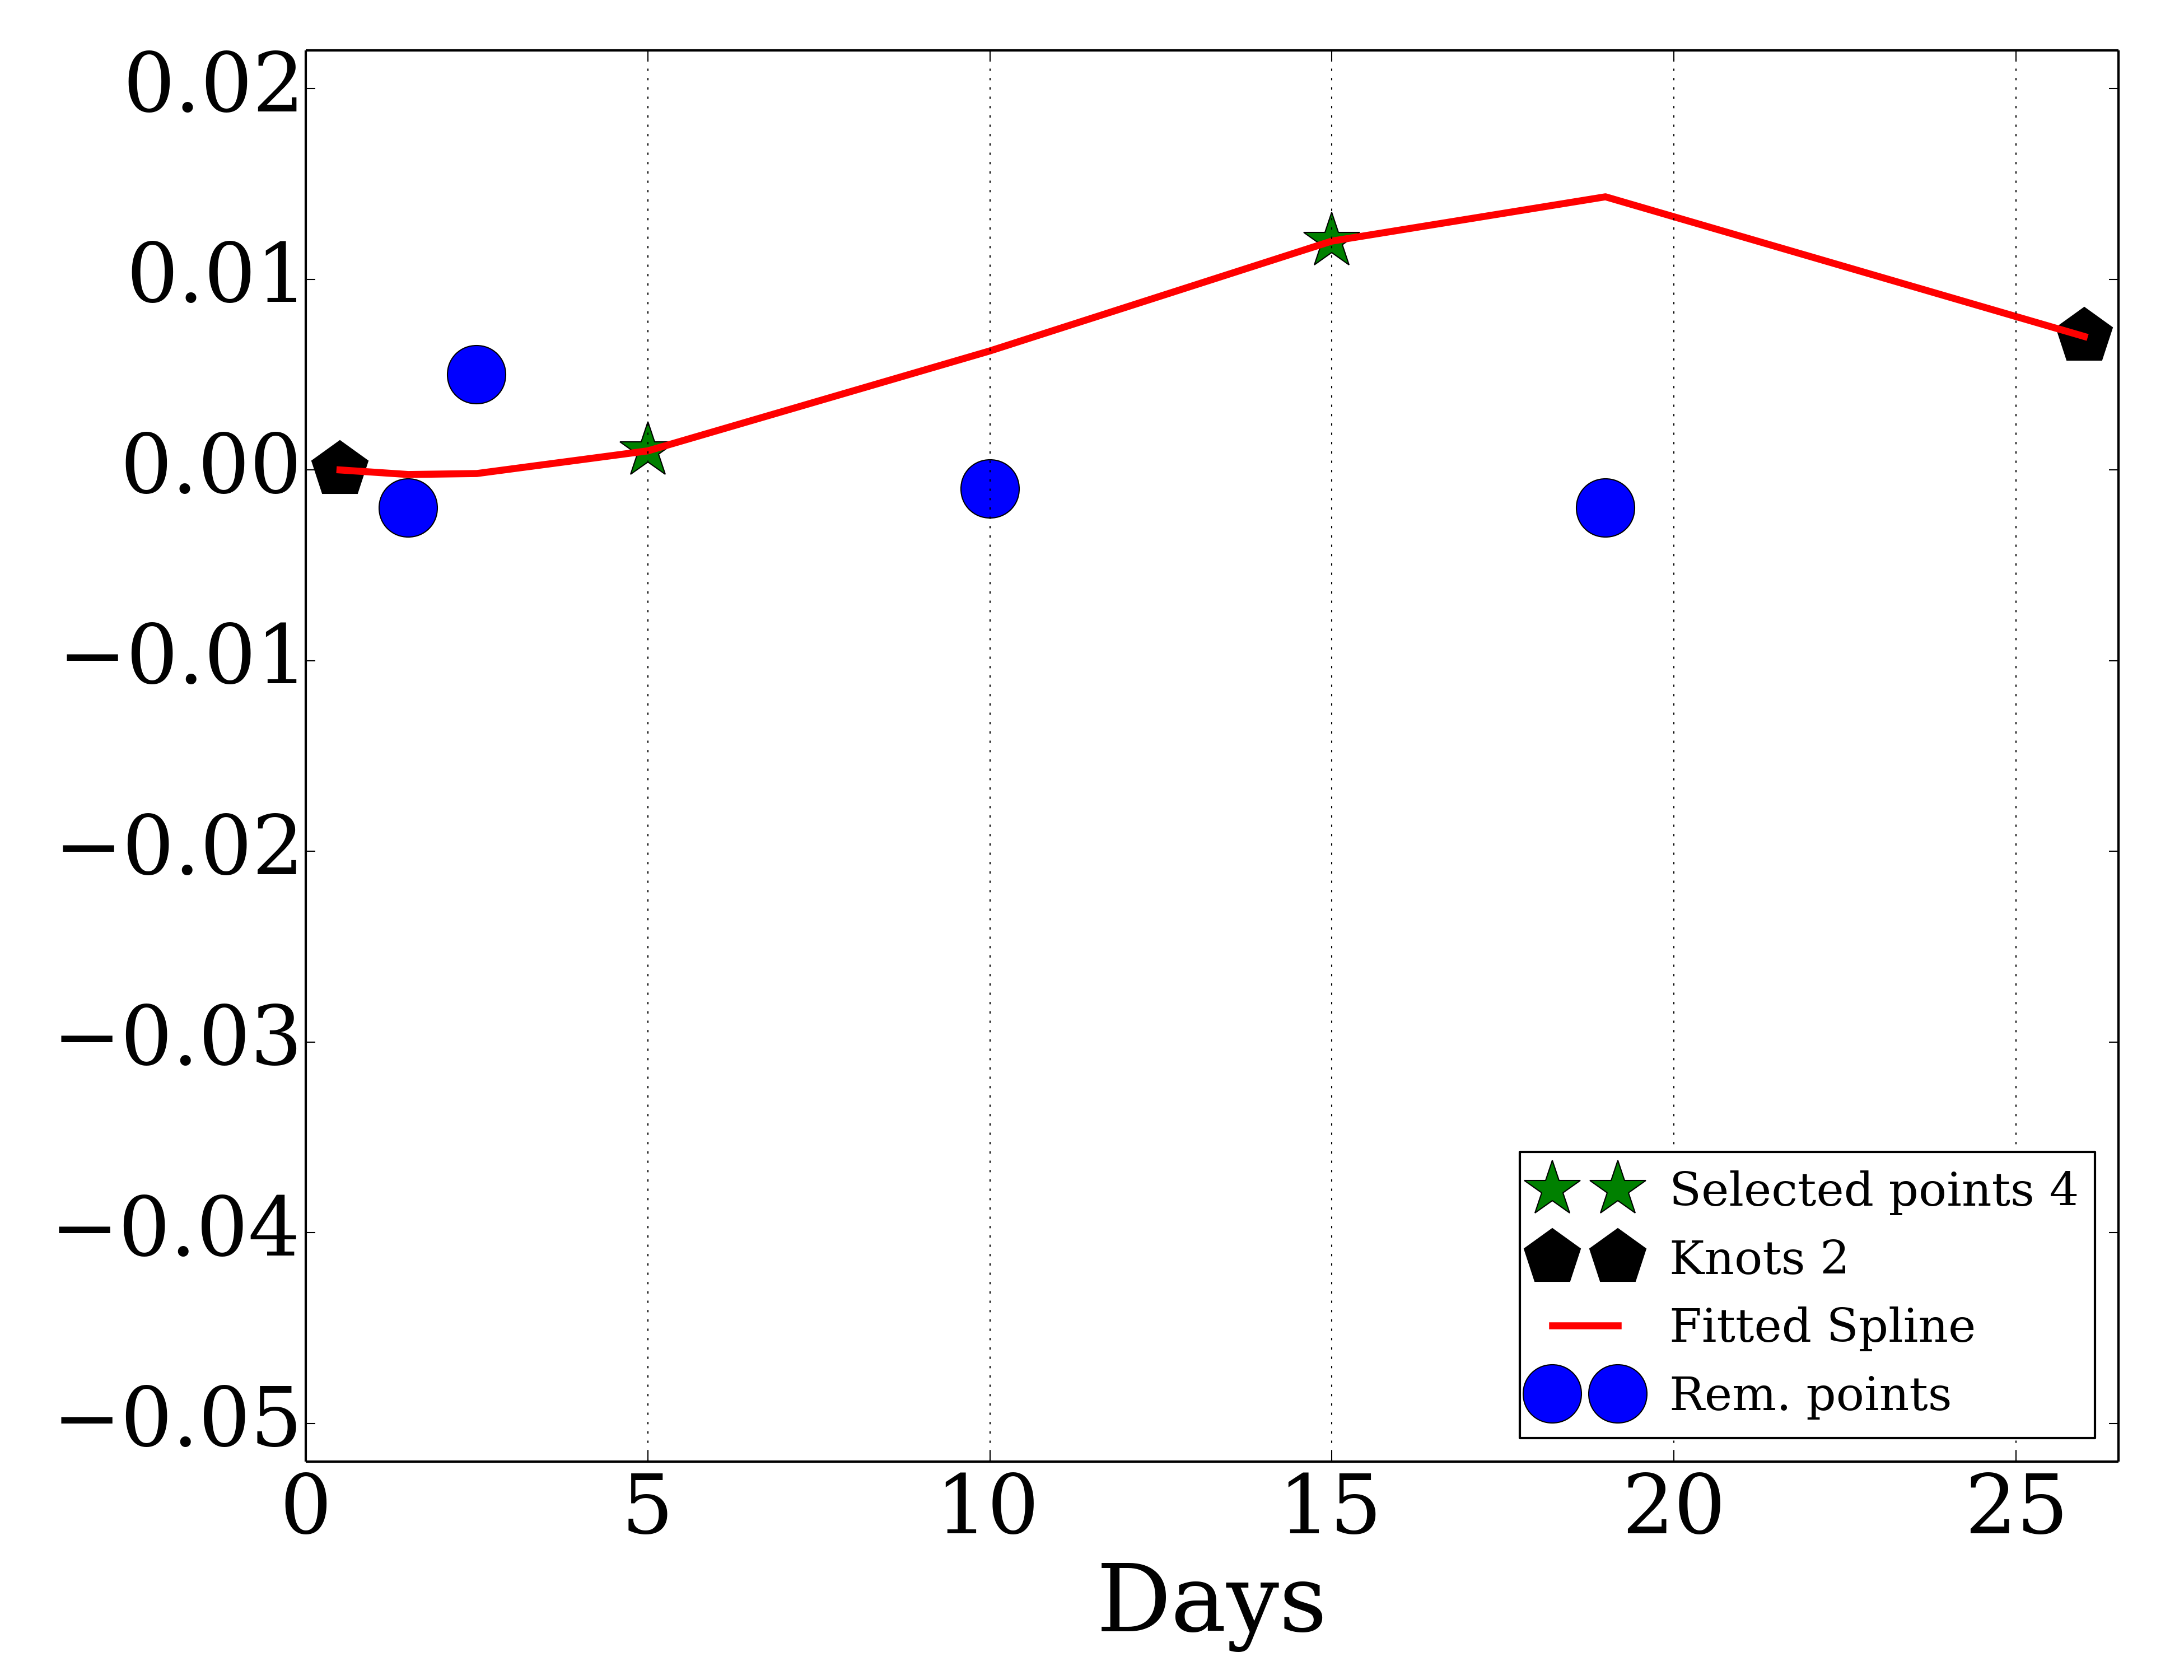 0.02
0.01
0.00
−0.01
−0.02
−0.03
−0.04
−0.05
0 5 10 15 20 25
Days
Selected points 4
Knots 2
Fitted Spline
Rem. points